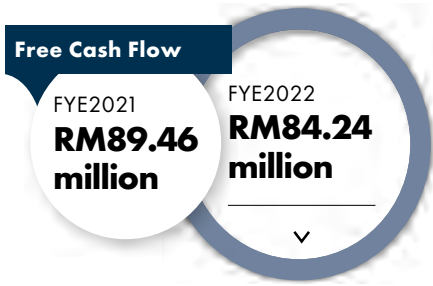 Free Cash Flow
FYE2021
RM89.46
million
FYE2022
RM84.24
million